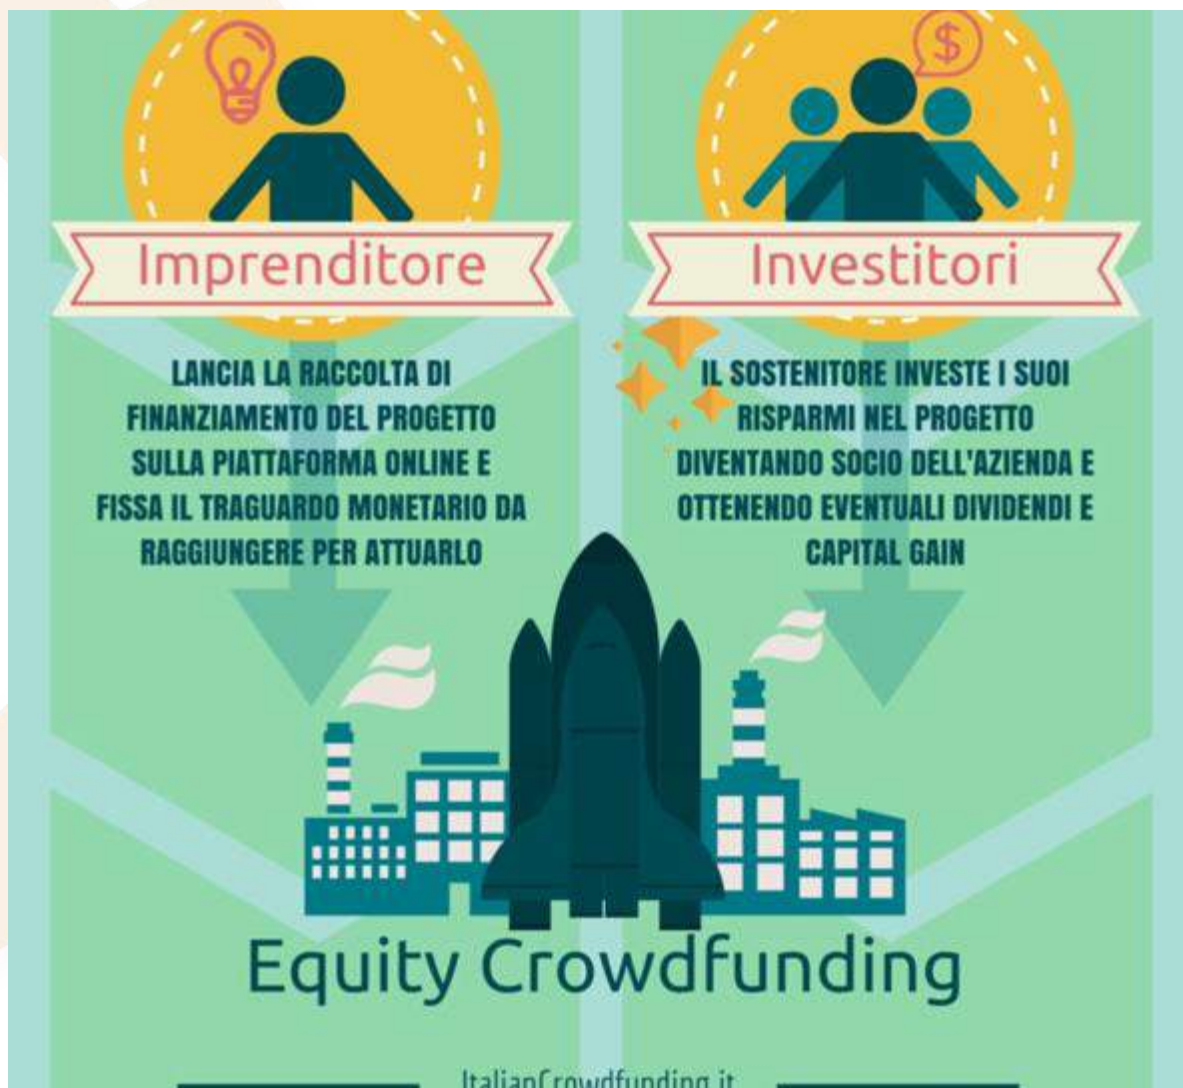 Imprenditore
LANCIA LA RACCOLTA DI
FINANZIAMENTO DEL PROGETTO
SULLA PIATTAFORMA ONLINE E
FISSA IL TRAGUARDO MONETARIO DA
RAGGIUNGERE PER ATTUARLO
$
Investitori
IL SOSTENITORE INVESTE I SUOI
RISPARMI NEL PROGETTO
DIVENTANDO SOCIO DELL'AZIENDA E
OTTENENDO EVENTUALI DIVIDENDI E
CAPITAL GAIN
Equity Crowdfunding
ItalianCrowdfunding.it